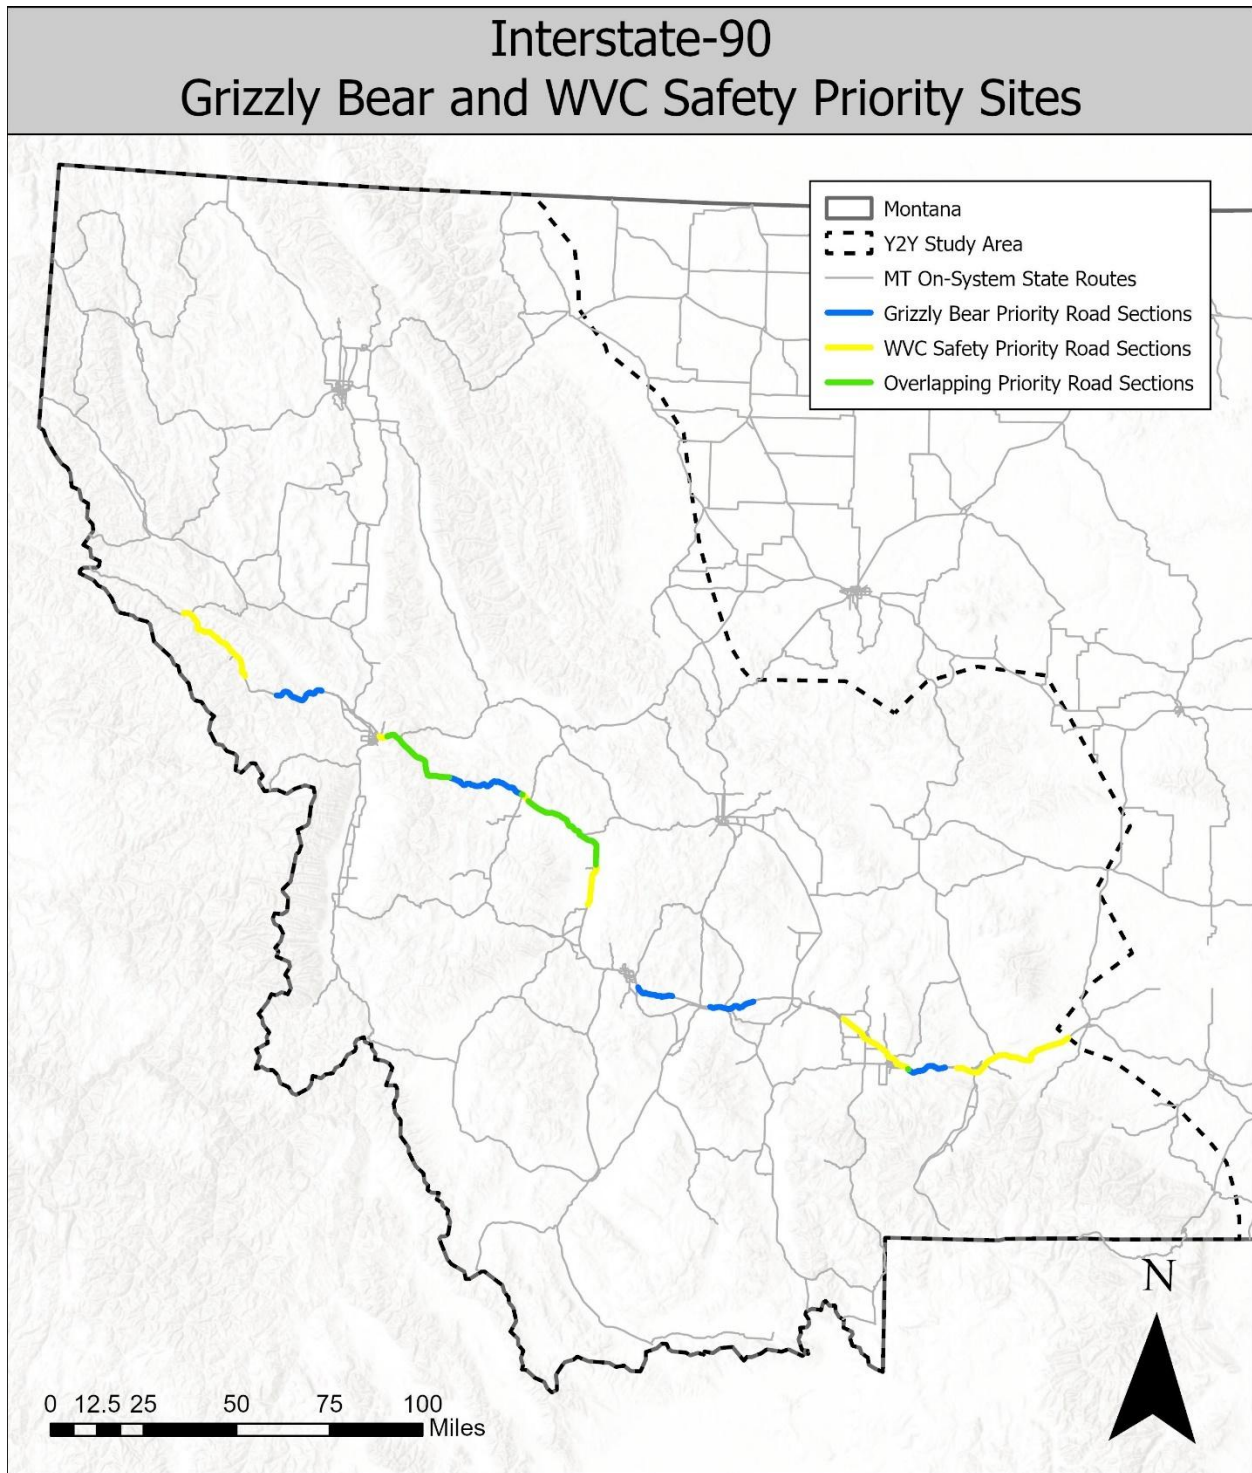 Interstate-90
Grizzly Bear and WVC Safety Priority Sites
Montana
Y2Y Study Area
MT On-System State Routes
Grizzly Bear Priority Road Sections
WVC Safety Priority Road Sections
Overlapping Priority Road Sections
N
0 12.5 25 50 75 100
Miles